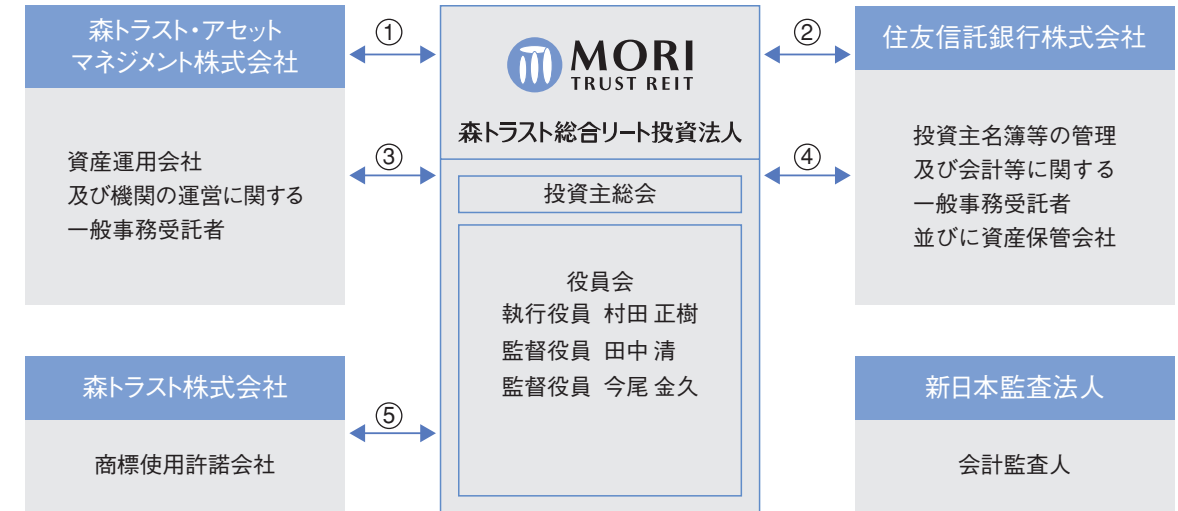 森トラスト・アセット
マネジメント株式会社
資産運用会社
及び機関の運営に関する
一般事務受託者
①
③
MORI
TRUST REIT
森トラスト総合リート投資法人
投資主総会
役員会
執行役員 村田 正樹
監督役員 田中 清
監督役員 今尾 金久
②
④
住友信託銀行株式会社
投資主名簿等の管理
及び会計等に関する
一般事務受託者
並びに資産保管会社
森トラスト株式会社
商標使用許諾会社
⑤
新日本監査法人
会計監査人